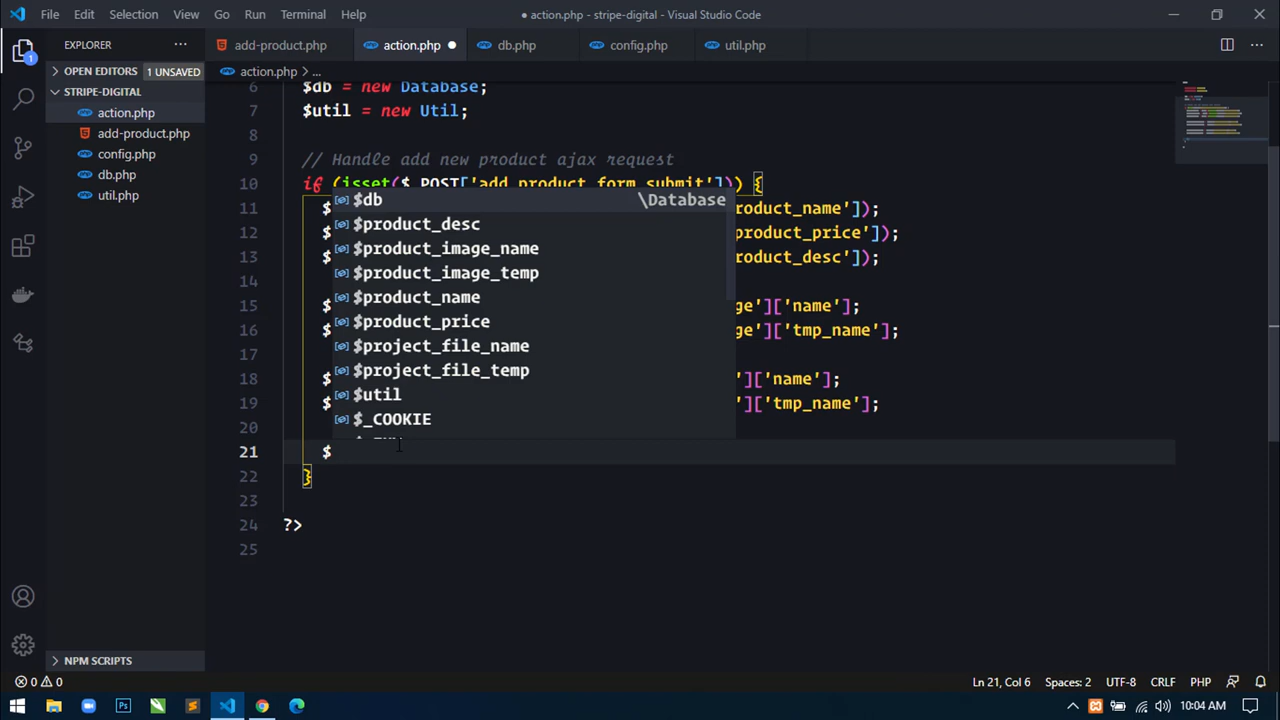 File Edit Selection View Go Run Terminal Help
● action.php - stripe-digital - Visual Studio Code
EXPLORER
add-product.php action.php db.php config.php util.php
OPEN EDITORS 1 UNSAVED
action.php > ...
STRIPE-DIGITAL
action.php
add-product.php
config.php
db.php
util.php
NPM SCRIPTS
6 $db = new Database;
7 $util = new Util;
8
9 // Handle add new product ajax request
10 if (isset($_POST['add_product_form_submit'])) {
11 $ roduct_name']);
12 $ product_price']);
13 $ roduct_desc']);
14
15 $ ge']['name'];
16 $ ge']['tmp_name'];
17
18 $ ']['name'];
19 $ ']['tmp_name'];
20
21 $
22 }
23
24 ?>
25
$db \Database
$product_desc
$product_image_name
$product_image_temp
$product_name
$product_price
$project_file_name
$project_file_temp
$util
$_COOKIE
1
0 0
Ln 21, Col 6 Spaces: 2 UTF-8 CRLF PHP
10:04 AM